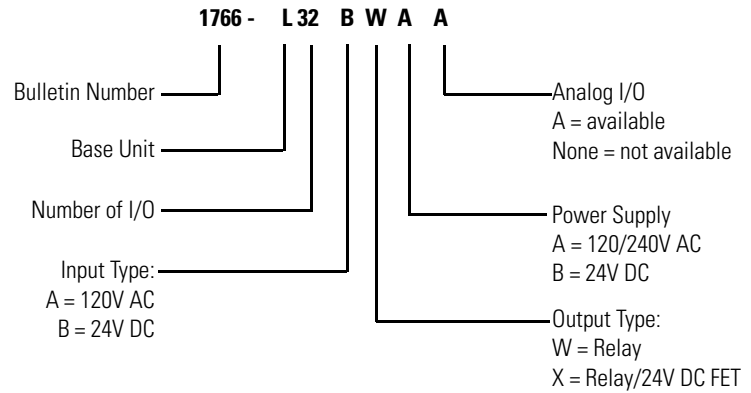 1766 - L 32 B W A A
Bulletin Number
Base Unit
Number of I/O
Input Type:
A = 120V AC
B = 24V DC
Analog I/O
A = available
None = not available
Power Supply
A = 120/240V AC
B = 24V DC
Output Type:
W = Relay
X = Relay/24V DC FET